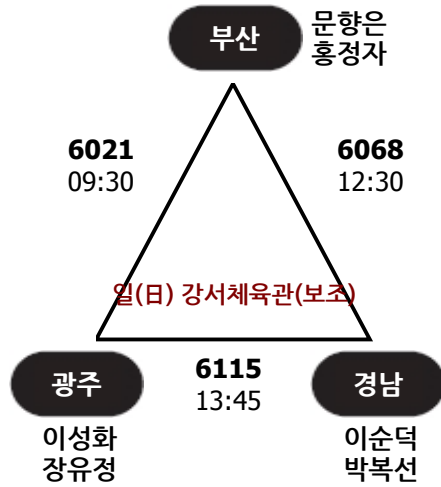 부산
문향은
홍정자
6021
09:30
6068
12:30
일(日) 강서체육관(보조)
광주
6115
13:45
경남
이성화
장유정
이순덕
박복선